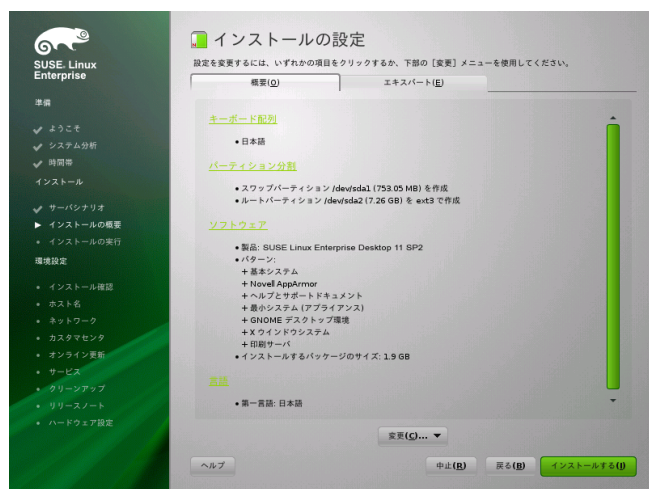 SUSE. Linux
Enterprise
準備
ようこそ
システム分析
時間帯
インストール
サーバシナリオ
インストールの概要
インストールの実行
環境設定
インストール確認
ホスト名
ネットワーク
カスタマセンタ
オンライン更新
サービス
クリーンアップ
リリースノート
ハードウェア設定
インストールの設定
設定を変更するには、いずれかの項目をクリックするか、下部の [変更] メニューを使用してください。
概要(O) エキスパート(E)
キーボード配列
• 日本語
パーティション分割
• スワップパーティション /dev/sda1 (753.05 MB) を作成
• ルートパーティション /dev/sda2 (7.26 GB) を ext3 で作成
ソフトウェア
• 製品: SUSE Linux Enterprise Desktop 11 SP2
• パターン:
+ 基本システム
+ Novell AppArmor
+ ヘルプとサポートドキュメント
+ 最小システム (アプライアンス)
+ GNOME デスクトップ環境
+ X ウインドウシステム
+ 印刷サーバ
• インストールするパッケージのサイズ: 1.9 GB
言語
• 第一言語: 日本語
変更(C)...
ヘルプ 中止(R) 戻る(B) インストールする(I)